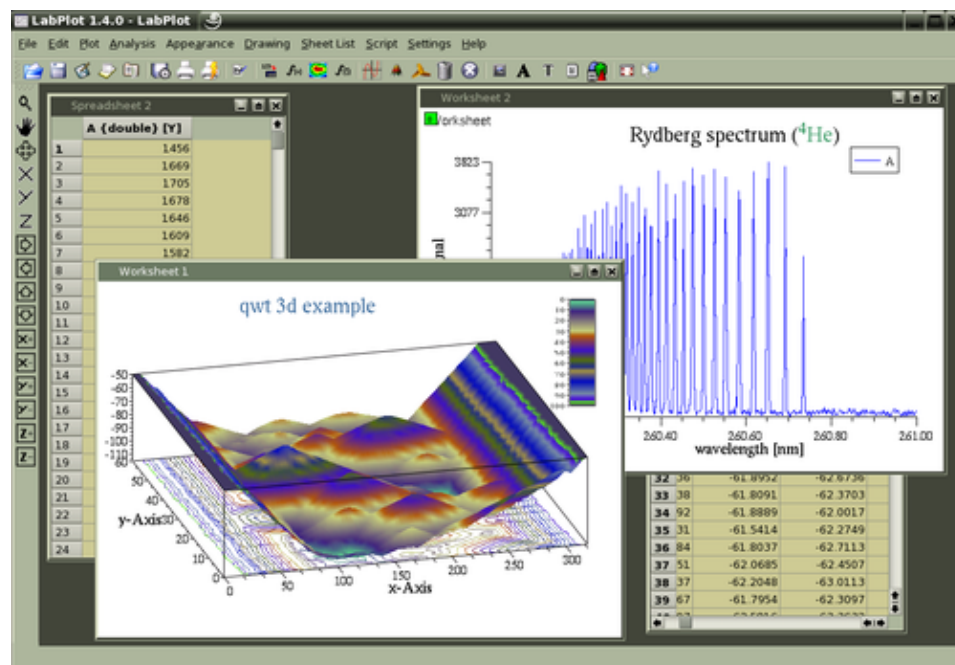 LabPlot 1.4.0 - LabPlot
File Edit Plot Analysis Appearance Drawing Sheet List Script Settings Help
Spreadsheet 2
A {double} [Y]
1 1456
2 1669
3 1705
4 1678
5 1646
6 1609
7 1582
8
9
10
11
12
13
14
15
16
17
18
19
20
21
22
23
24
Worksheet 2
Worksheet
Rydberg spectrum (4He)
A
3823
3077
260.40 260.60 260.80 261.00
wavelength [nm]
Worksheet 1
qwt 3d example
-50
-60
-70
-80
-90
-100
-110
60
50
40
30
20
10
0
y-Axis
0 50 100 150 200 250 300
x-Axis
32 36 -61.8952 -62.6736
33 38 -61.8091 -62.3703
34 92 -61.8889 -62.0017
35 31 -61.5414 -62.2749
36 84 -61.8037 -62.7113
37 51 -62.0685 -62.4507
38 37 -62.2048 -63.0113
39 67 -61.7954 -62.3097